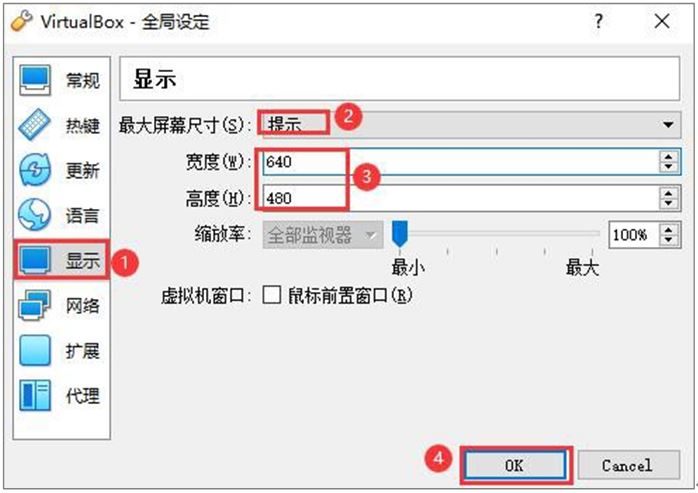 VirtualBox - 全局设定
?
常规
热键
更新
语言
显示
网络
扩展
代理
显示
最大屏幕尺寸(S): 提示
宽度(W): 640
高度(H): 480
缩放率: 全部监视器 100%
最小 最大
虚拟机窗口: 鼠标前置窗口(R)
1
2
3
4
OK Cancel